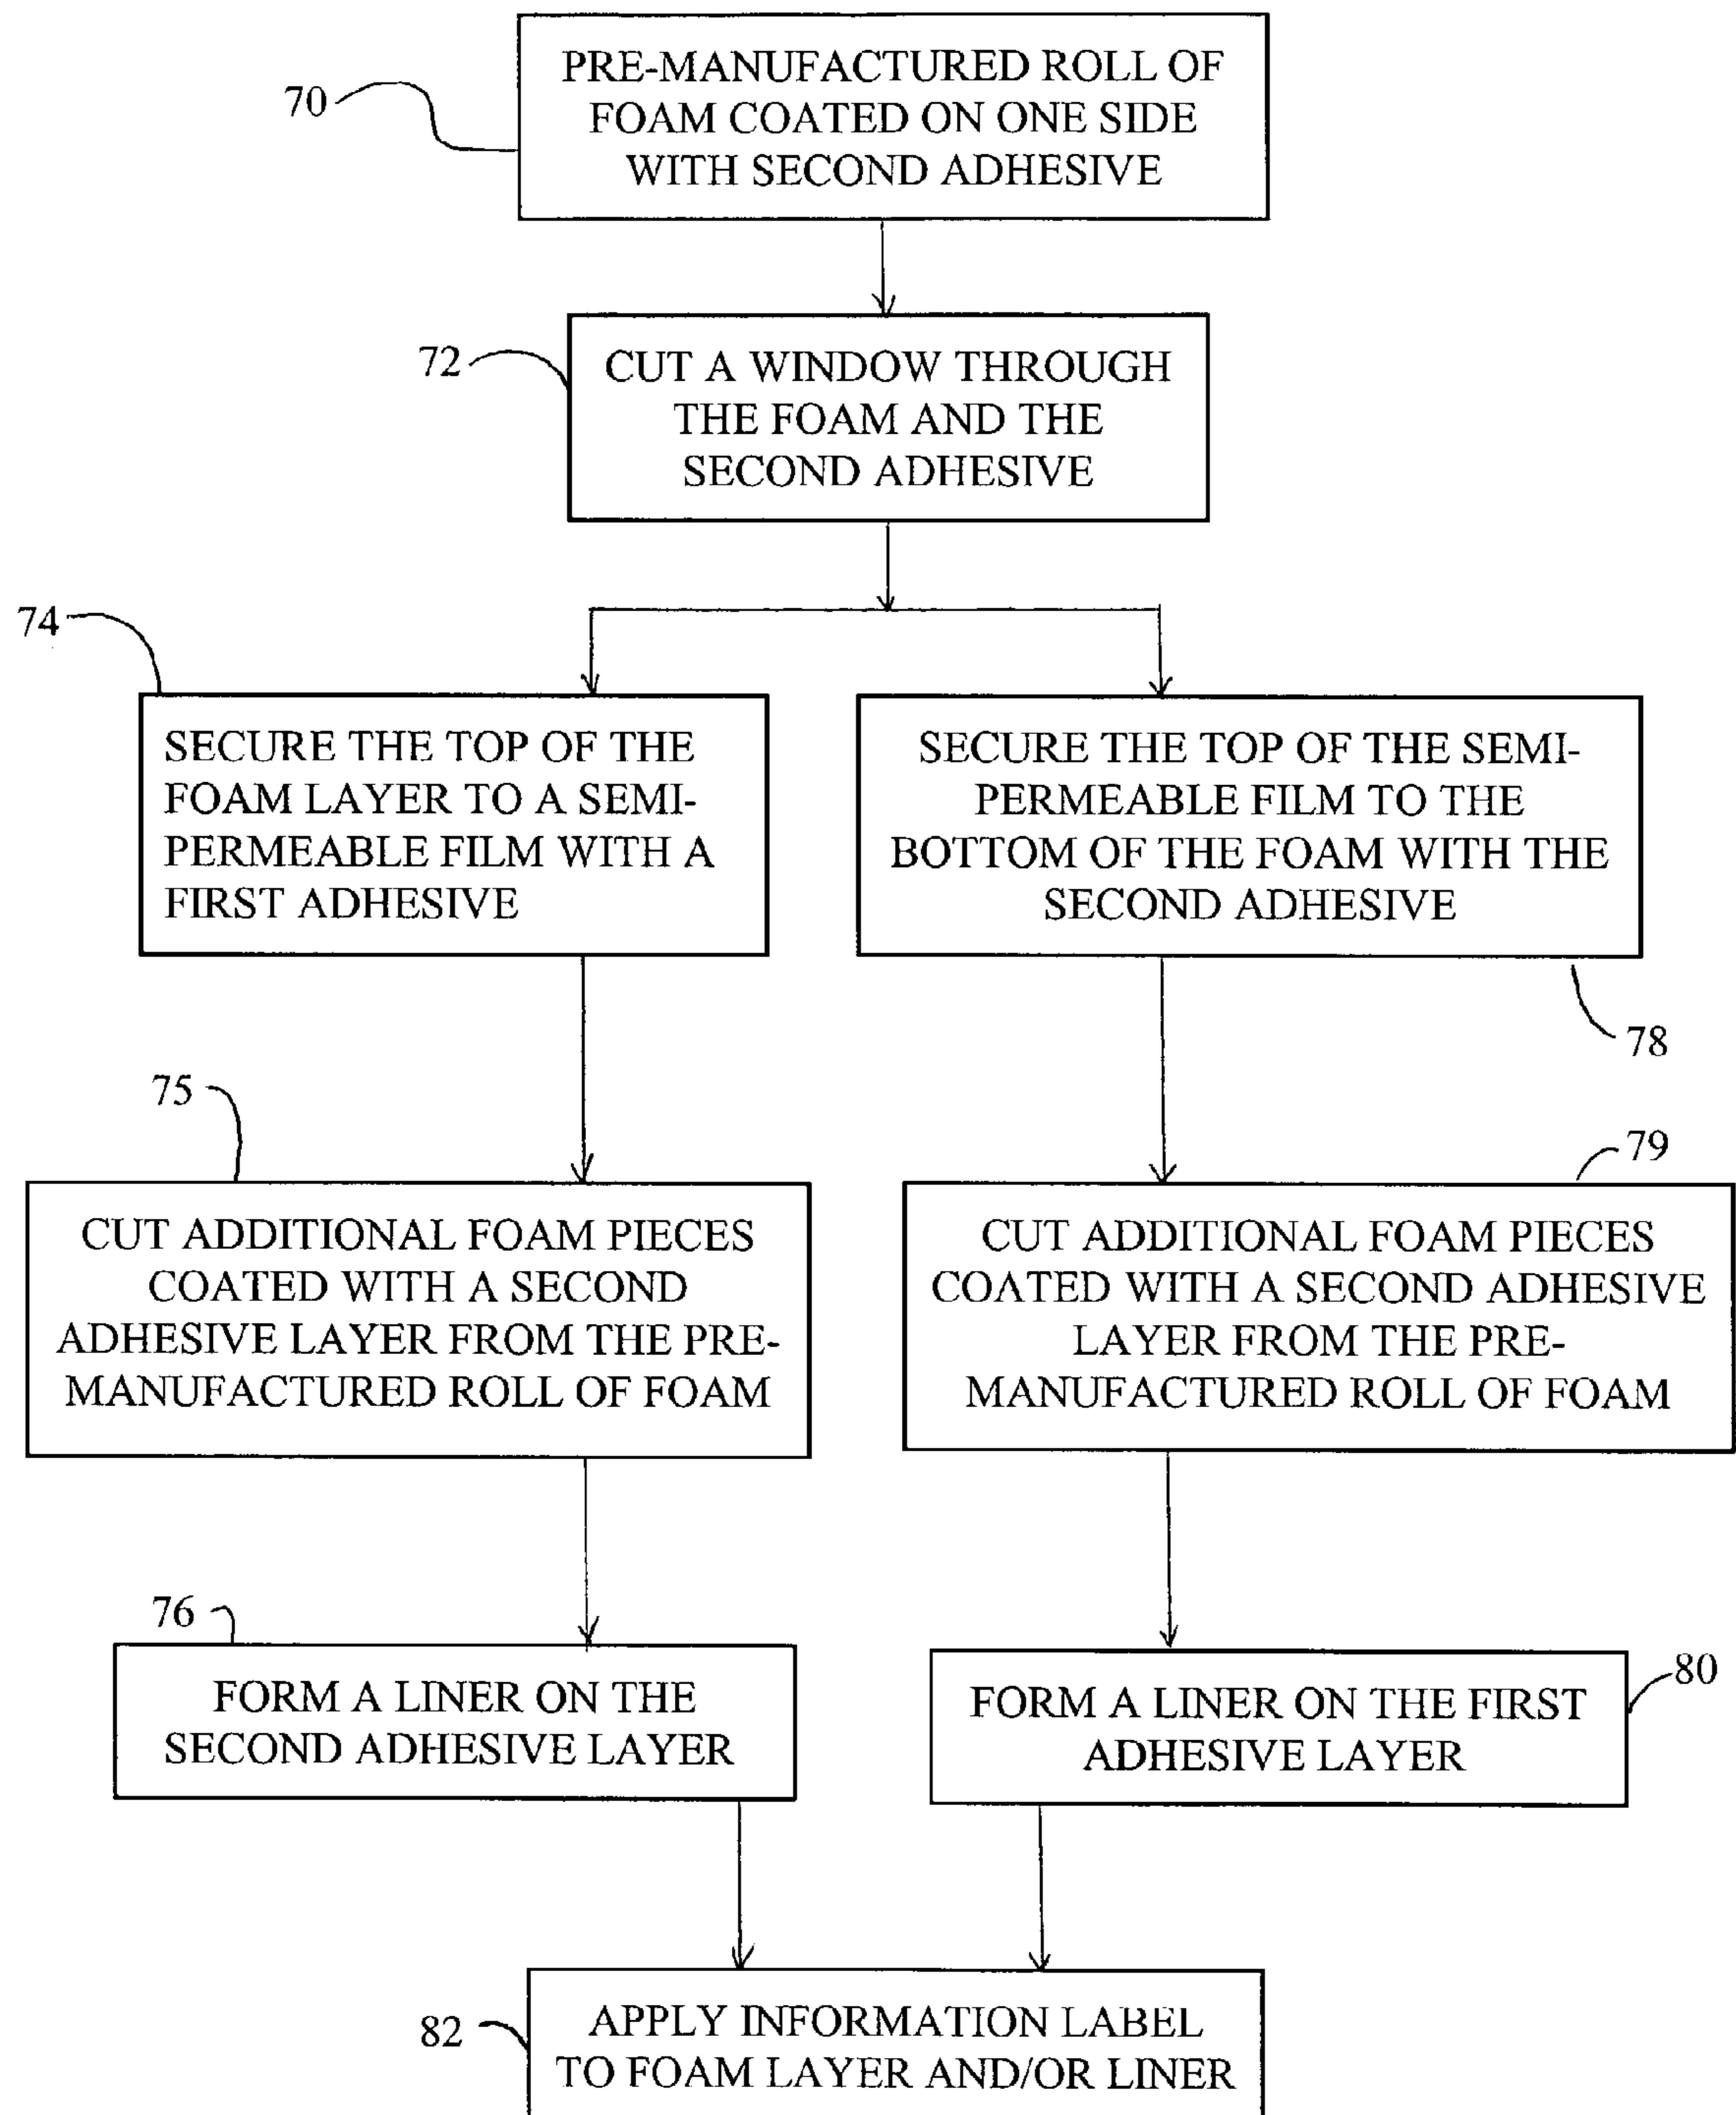 70
PRE-MANUFACTURED ROLL OF
FOAM COATED ON ONE SIDE
WITH SECOND ADHESIVE
72
CUT A WINDOW THROUGH
THE FOAM AND THE
SECOND ADHESIVE
74
SECURE THE TOP OF THE
FOAM LAYER TO A SEMI-
PERMEABLE FILM WITH A
FIRST ADHESIVE
SECURE THE TOP OF THE SEMI-
PERMEABLE FILM TO THE
BOTTOM OF THE FOAM WITH THE
SECOND ADHESIVE
78
75
CUT ADDITIONAL FOAM PIECES
COATED WITH A SECOND
ADHESIVE LAYER FROM THE PRE-
MANUFACTURED ROLL OF FOAM
79
CUT ADDITIONAL FOAM PIECES
COATED WITH A SECOND ADHESIVE
LAYER FROM THE PRE-
MANUFACTURED ROLL OF FOAM
76
FORM A LINER ON THE
SECOND ADHESIVE LAYER
80
FORM A LINER ON THE FIRST
ADHESIVE LAYER
82
APPLY INFORMATION LABEL
TO FOAM LAYER AND/OR LINER